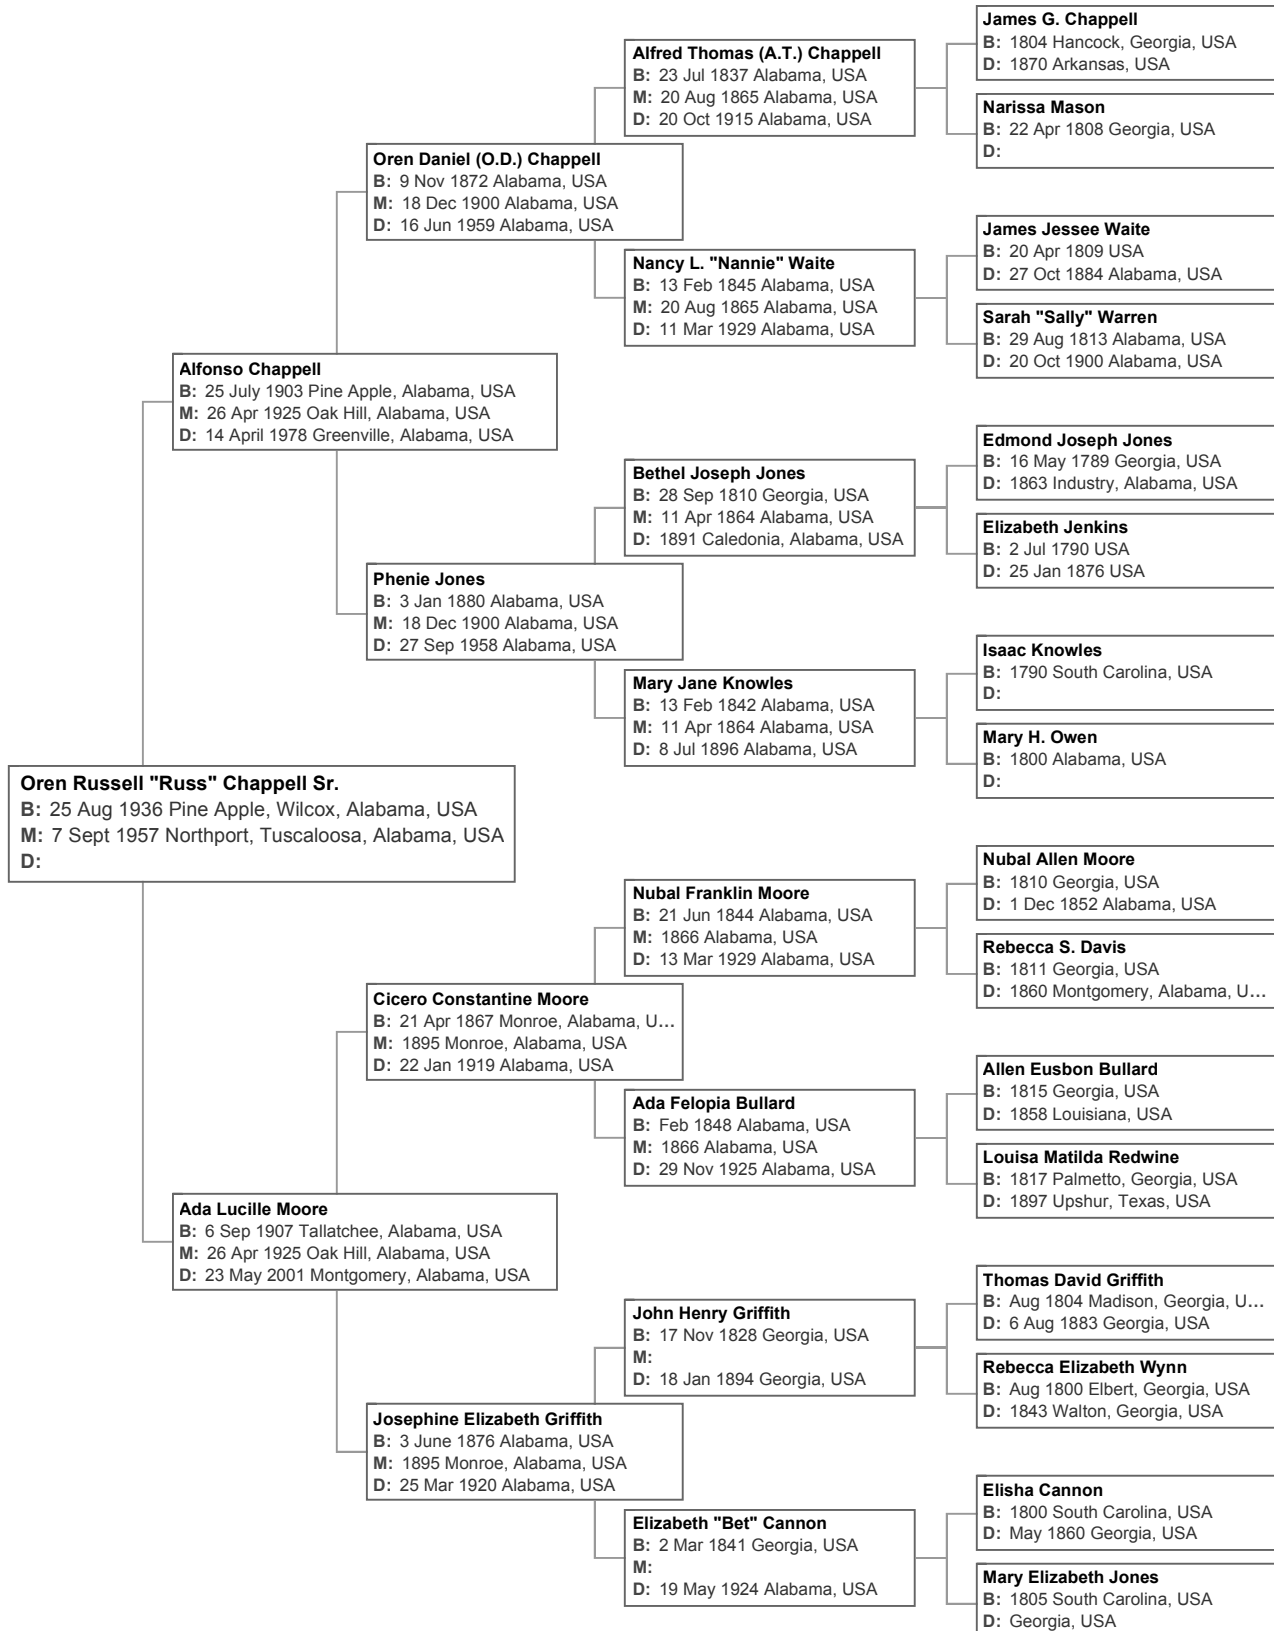 James G. Chappell
B: 1804 Hancock, Georgia, USA
D: 1870 Arkansas, USA
Alfred Thomas (A.T.) Chappell
B: 23 Jul 1837 Alabama, USA
M: 20 Aug 1865 Alabama, USA
D: 20 Oct 1915 Alabama, USA
Narissa Mason
B: 22 Apr 1808 Georgia, USA
D:
Oren Daniel (O.D.) Chappell
B: 9 Nov 1872 Alabama, USA
M: 18 Dec 1900 Alabama, USA
D: 16 Jun 1959 Alabama, USA
James Jessee Waite
B: 20 Apr 1809 USA
D: 27 Oct 1884 Alabama, USA
Nancy L. "Nannie" Waite
B: 13 Feb 1845 Alabama, USA
M: 20 Aug 1865 Alabama, USA
D: 11 Mar 1929 Alabama, USA
Sarah "Sally" Warren
B: 29 Aug 1813 Alabama, USA
D: 20 Oct 1900 Alabama, USA
Alfonso Chappell
B: 25 July 1903 Pine Apple, Alabama, USA
M: 26 Apr 1925 Oak Hill, Alabama, USA
D: 14 April 1978 Greenville, Alabama, USA
Edmond Joseph Jones
B: 16 May 1789 Georgia, USA
D: 1863 Industry, Alabama, USA
Bethel Joseph Jones
B: 28 Sep 1810 Georgia, USA
M: 11 Apr 1864 Alabama, USA
D: 1891 Caledonia, Alabama, USA
Elizabeth Jenkins
B: 2 Jul 1790 USA
D: 25 Jan 1876 USA
Phenie Jones
B: 3 Jan 1880 Alabama, USA
M: 18 Dec 1900 Alabama, USA
D: 27 Sep 1958 Alabama, USA
Isaac Knowles
B: 1790 South Carolina, USA
D:
Mary Jane Knowles
B: 13 Feb 1842 Alabama, USA
M: 11 Apr 1864 Alabama, USA
D: 8 Jul 1896 Alabama, USA
Mary H. Owen
B: 1800 Alabama, USA
D:
Oren Russell "Russ" Chappell Sr.
B: 25 Aug 1936 Pine Apple, Wilcox, Alabama, USA
M: 7 Sept 1957 Northport, Tuscaloosa, Alabama, USA
D:
Nubal Allen Moore
B: 1810 Georgia, USA
D: 1 Dec 1852 Alabama, USA
Nubal Franklin Moore
B: 21 Jun 1844 Alabama, USA
M: 1866 Alabama, USA
D: 13 Mar 1929 Alabama, USA
Rebecca S. Davis
B: 1811 Georgia, USA
D: 1860 Montgomery, Alabama, U...
Cicero Constantine Moore
B: 21 Apr 1867 Monroe, Alabama, U...
M: 1895 Monroe, Alabama, USA
D: 22 Jan 1919 Alabama, USA
Allen Eusbon Bullard
B: 1815 Georgia, USA
D: 1858 Louisiana, USA
Ada Felopia Bullard
B: Feb 1848 Alabama, USA
M: 1866 Alabama, USA
D: 29 Nov 1925 Alabama, USA
Louisa Matilda Redwine
B: 1817 Palmetto, Georgia, USA
D: 1897 Upshur, Texas, USA
Ada Lucille Moore
B: 6 Sep 1907 Tallatchee, Alabama, USA
M: 26 Apr 1925 Oak Hill, Alabama, USA
D: 23 May 2001 Montgomery, Alabama, USA
Thomas David Griffith
B: Aug 1804 Madison, Georgia, U...
D: 6 Aug 1883 Georgia, USA
John Henry Griffith
B: 17 Nov 1828 Georgia, USA
M:
D: 18 Jan 1894 Georgia, USA
Rebecca Elizabeth Wynn
B: Aug 1800 Elbert, Georgia, USA
D: 1843 Walton, Georgia, USA
Josephine Elizabeth Griffith
B: 3 June 1876 Alabama, USA
M: 1895 Monroe, Alabama, USA
D: 25 Mar 1920 Alabama, USA
Elisha Cannon
B: 1800 South Carolina, USA
D: May 1860 Georgia, USA
Elizabeth "Bet" Cannon
B: 2 Mar 1841 Georgia, USA
M:
D: 19 May 1924 Alabama, USA
Mary Elizabeth Jones
B: 1805 South Carolina, USA
D: Georgia, USA